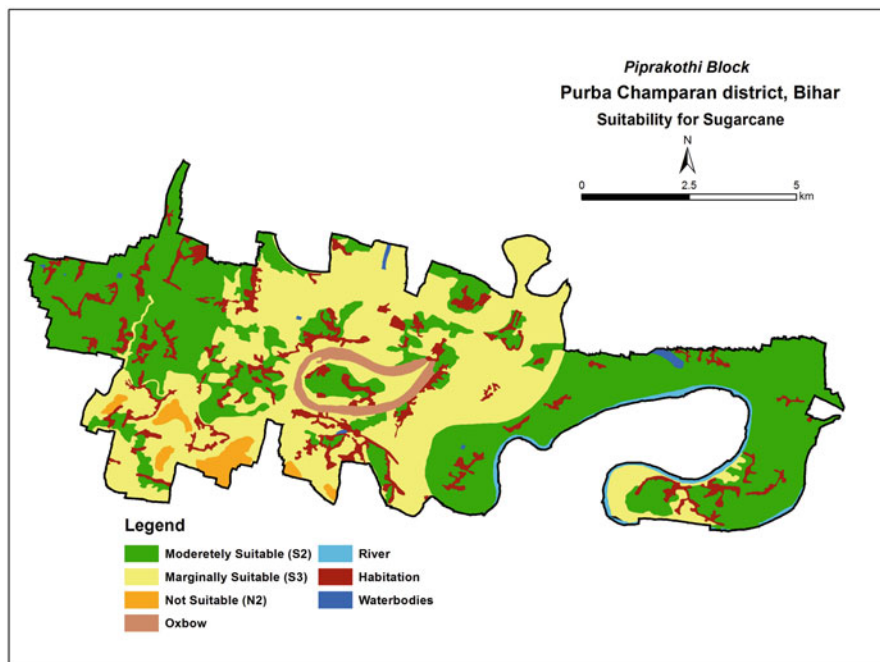 Piprakothi Block
Purba Champaran district, Bihar
Suitability for Sugarcane
N
0 2.5 5
km
Legend
Moderetely Suitable (S2)
Marginally Suitable (S3)
Not Suitable (N2)
Oxbow
River
Habitation
Waterbodies